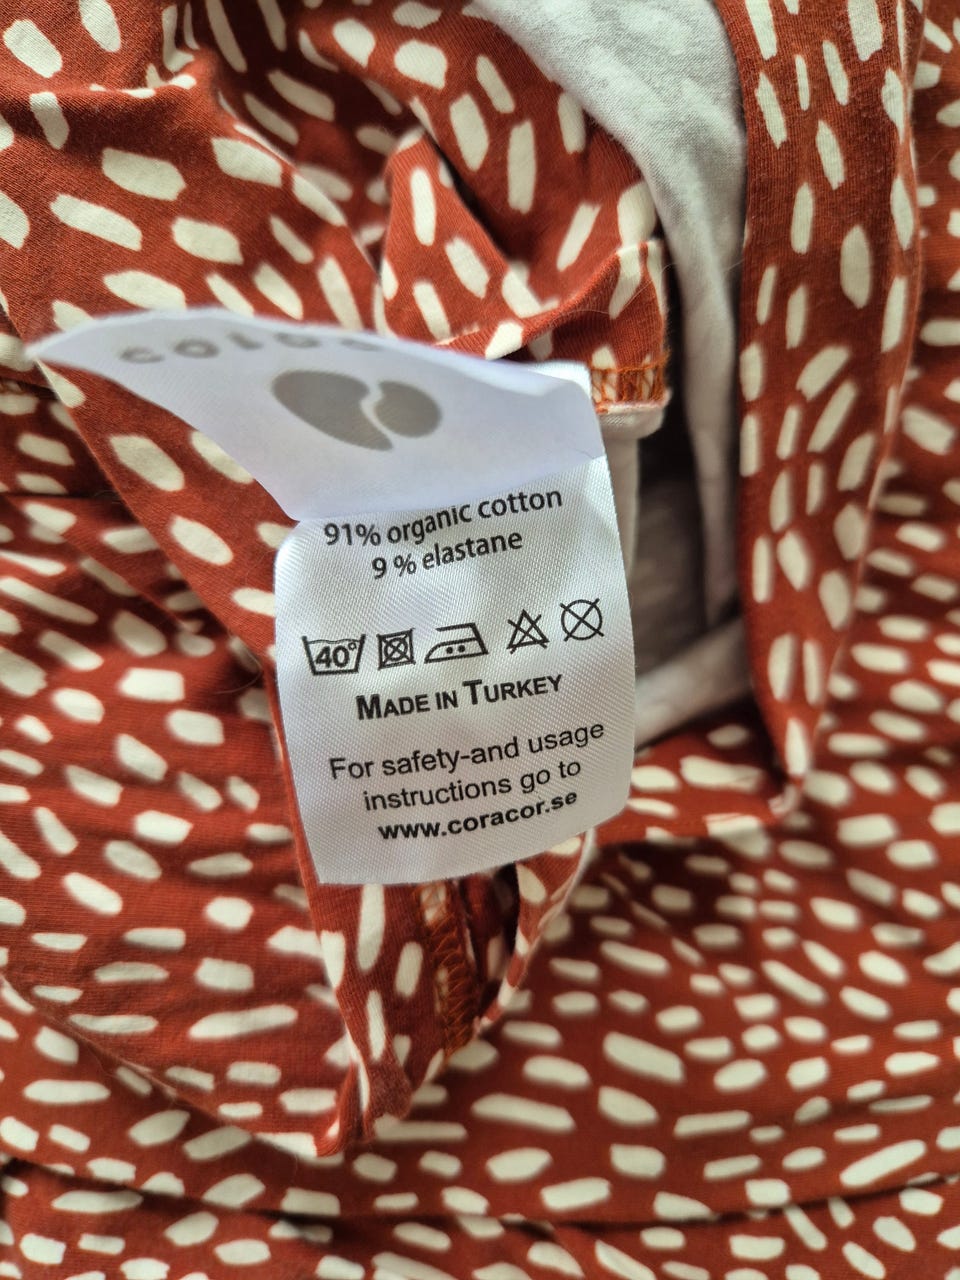 91% organic cotton
9 % elastane
40°
MADE IN TURKEY
For safety-and usage
instructions go to
www.coracor.se